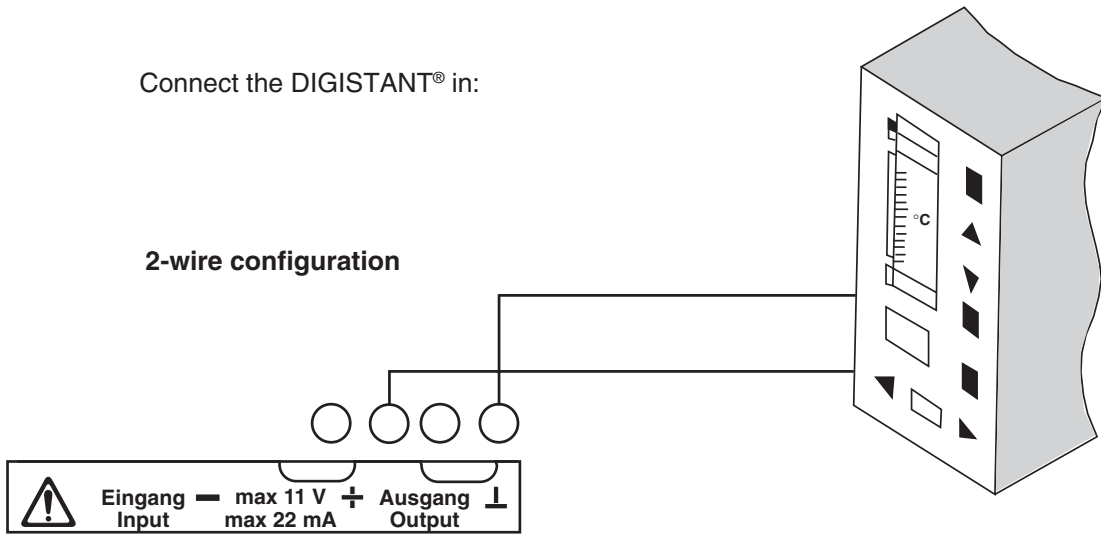 Connect the DIGISTANT® in:
°C
2-wire configuration
Eingang − max 11 V ∔ Ausgang ⊥
Input max 22 mA Output